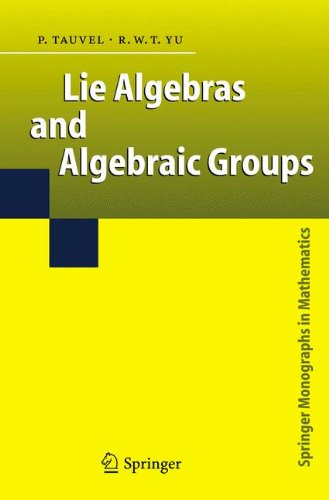 P. TAUVEL · R.W.T. YU
Lie Algebras
and
Algebraic Groups
Springer Monographs in Mathematics
Springer